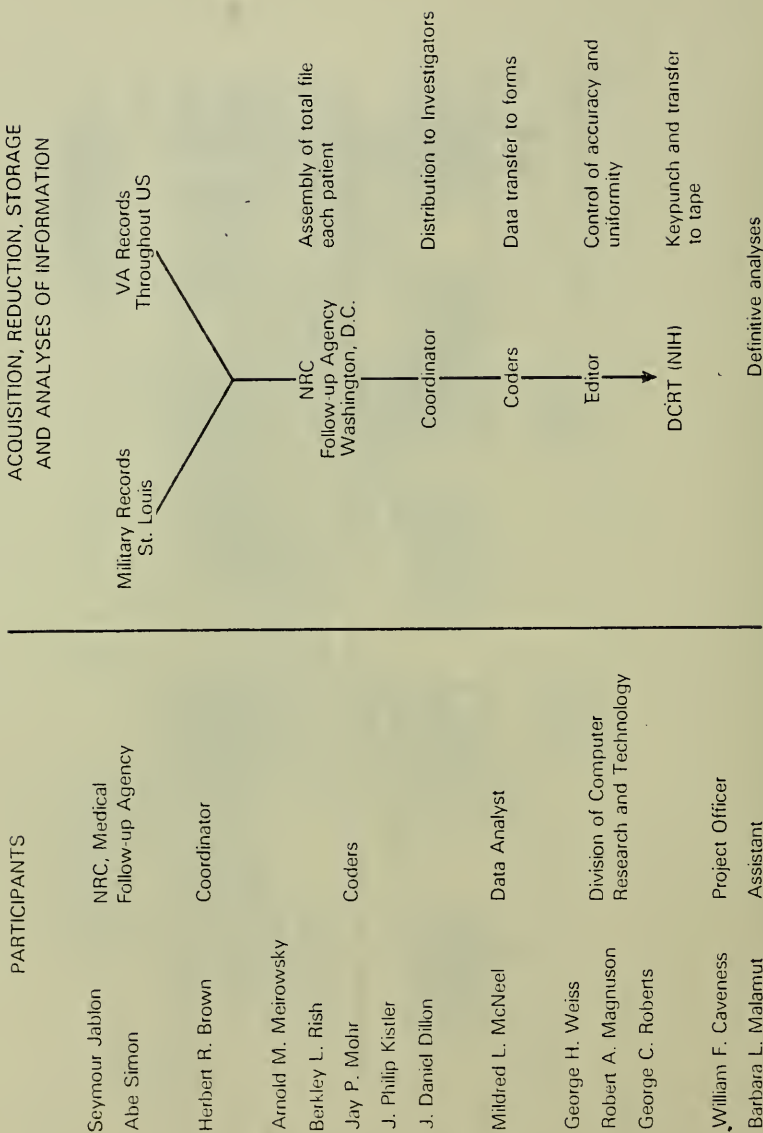 PARTICIPANTS
Seymour Jablon
Abe Simon
NRC, Medical
Follow-up Agency
Herbert R. Brown
Coordinator
Arnold M. Meirowsky
Berkley L. Rish
Jay P. Mohr
J. Philip Kistler
J. Daniel Dillon
Coders
Mildred L. McNeel
Data Analyst
George H. Weiss
Robert A. Magnuson
George C. Roberts
Division of Computer
Research and Technology
William F. Caveness
Project Officer
Barbara L. Malamut
Assistant
ACQUISITION, REDUCTION, STORAGE
AND ANALYSES OF INFORMATION
Military Records
St. Louis
VA Records
Throughout US
NRC
Follow-up Agency
Washington, D.C.
Assembly of total file
each patient
Coordinator
Distribution to Investigators
Coders
Data transfer to forms
Editor
Control of accuracy and
uniformity
DCRT (NIH)
Keypunch and transfer
to tape
Definitive analyses